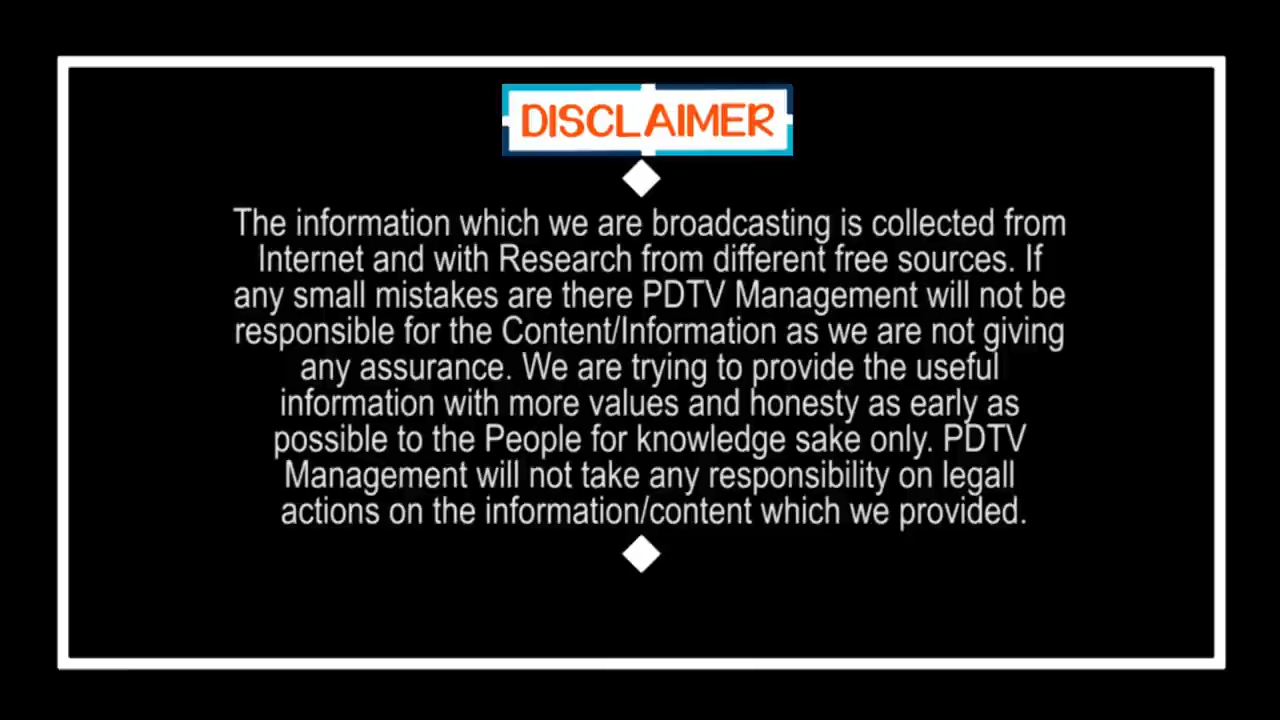 DISCLAIMER
The information which we are broadcasting is collected from
Internet and with Research from different free sources. If
any small mistakes are there PDTV Management will not be
responsible for the Content/Information as we are not giving
any assurance. We are trying to provide the useful
information with more values and honesty as early as
possible to the People for knowledge sake only. PDTV
Management will not take any responsibility on legall
actions on the information/content which we provided.